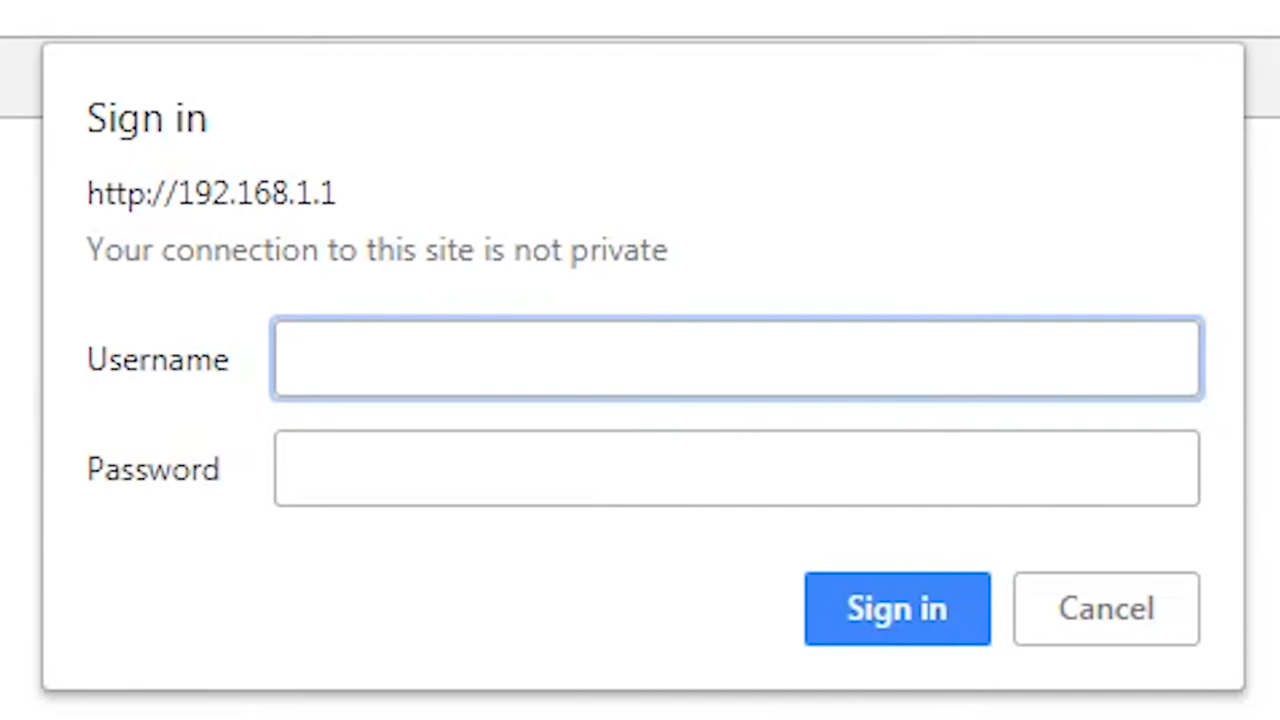 Sign in
http://192.168.1.1
Your connection to this site is not private
Username
Password
Sign in
Cancel